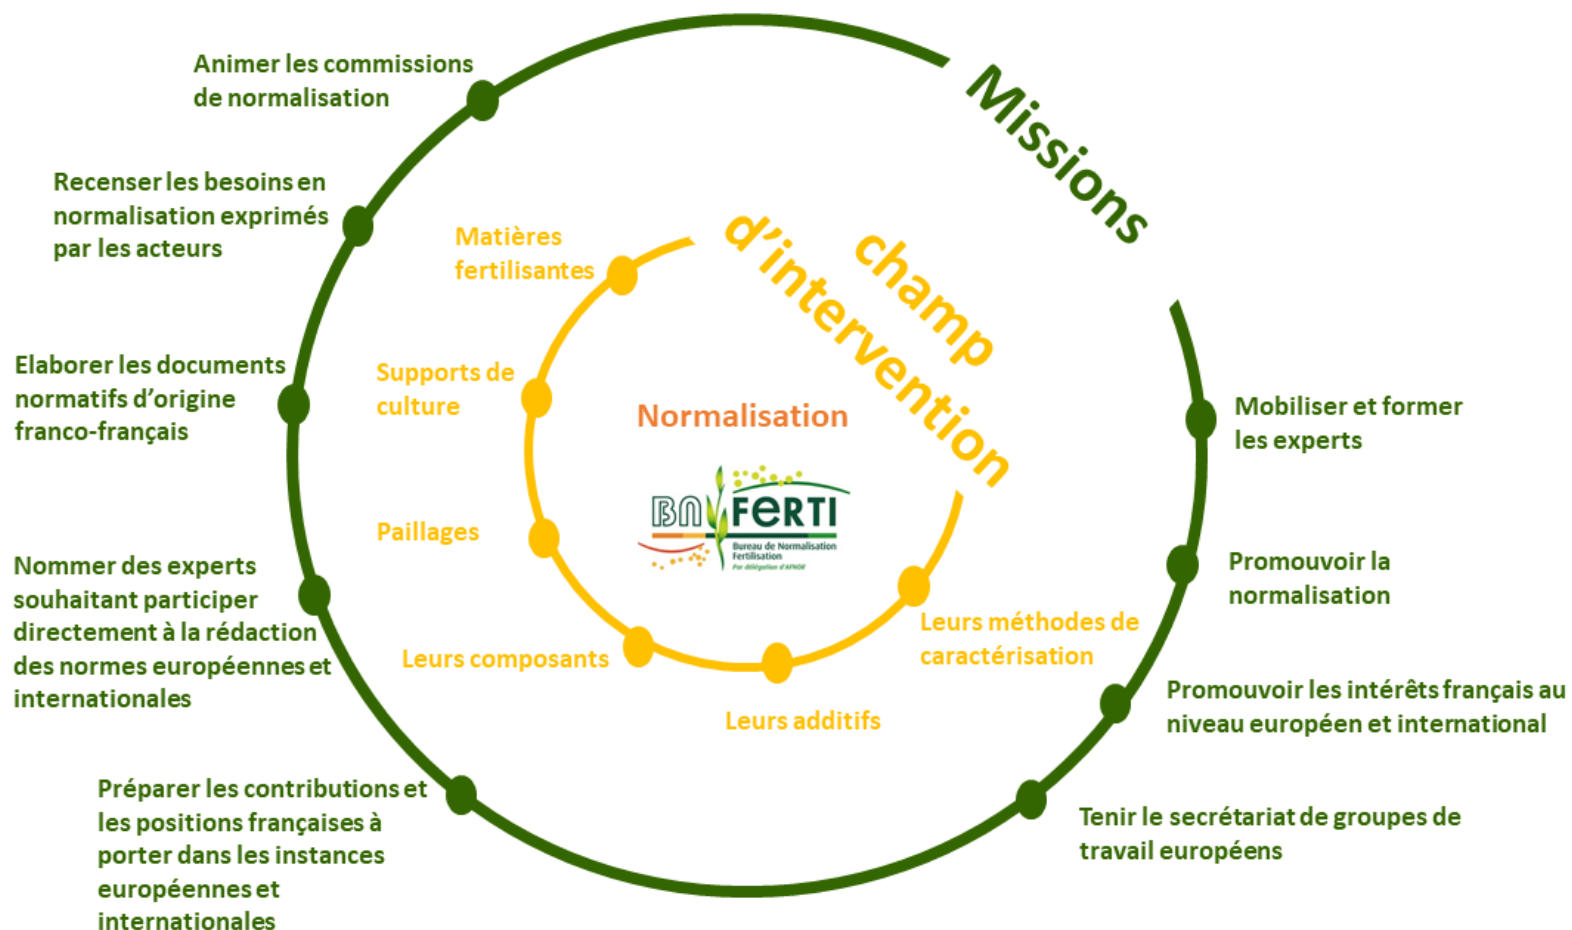 Missions
Animer les commissions
de normalisation
Recenser les besoins en
normalisation exprimés
par les acteurs
Elaborer les documents
normatifs d'origine
franco-français
Nommer des experts
souhaitant participer
directement à la rédaction
des normes européennes et
internationales
Préparer les contributions et
les positions françaises à
porter dans les instances
européennes et
internationales
champ
d'intervention
Matières
fertilisantes
Supports de
culture
Paillages
Leurs composants
Leurs additifs
Leurs méthodes de
caractérisation
Normalisation
BN FeRTI
Bureau de Normalisation
Fertilisation
Par délégation d'AFNOR
Mobiliser et former
les experts
Promouvoir la
normalisation
Promouvoir les intérêts français au
niveau européen et international
Tenir le secrétariat de groupes de
travail européens